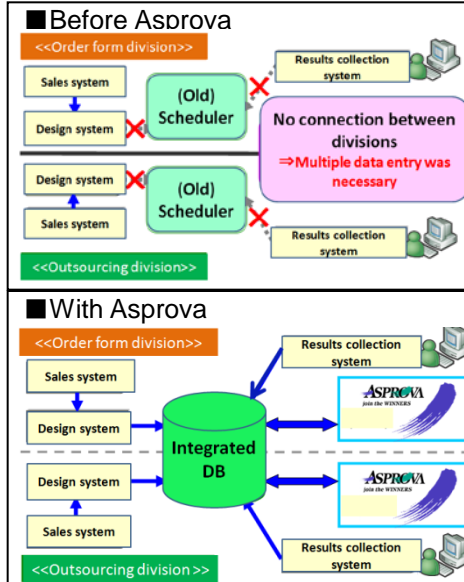 ■Before Asprova
<<Order form division>>
Sales system
Design system
(Old)
Scheduler
Results collection
system
No connection between
divisions
⇒Multiple data entry was
necessary
Design system
Sales system
(Old)
Scheduler
Results collection
system
<<Outsourcing division>>
■With Asprova
<<Order form division>>
Sales system
Design system
Results collection
system
ASPROVA
join the WINNERS
Integrated
DB
Design system
Sales system
ASPROVA
join the WINNERS
Results collection
system
<<Outsourcing division>>